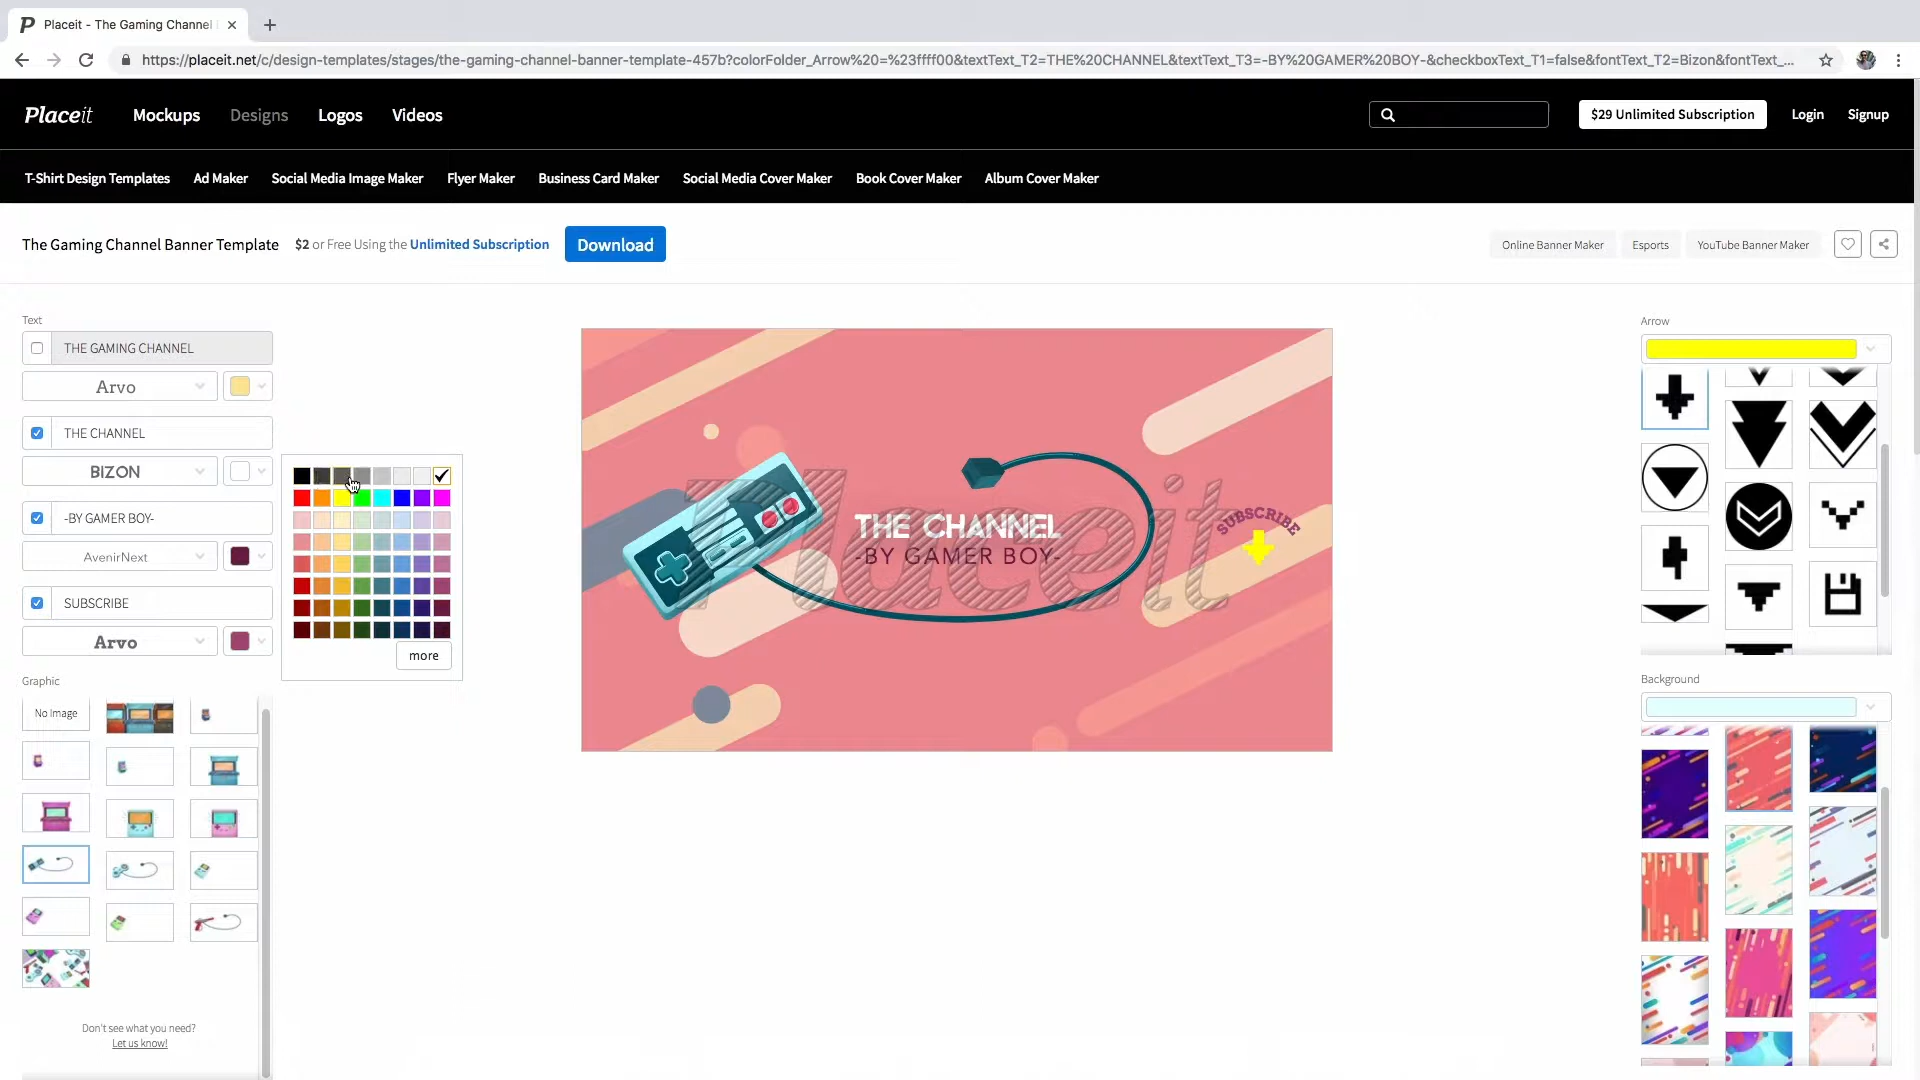 Placeit - The Gaming Channel
https://placeit.net/c/design-templates/stages/the-gaming-channel-banner-template-457b?colorFolder_Arrow%20=%23ffff00&textText_T2=THE%20CHANNEL&textText_T3=-BY%20GAMER%20BOY-&checkboxText_T1=false&fontText_T2=Bizon&fontText_...
Placeit
Mockups
Designs
Logos
Videos
$29 Unlimited Subscription
Login
Signup
T-Shirt Design Templates
Ad Maker
Social Media Image Maker
Flyer Maker
Business Card Maker
Social Media Cover Maker
Book Cover Maker
Album Cover Maker
The Gaming Channel Banner Template
$2 or Free Using the Unlimited Subscription
Download
Online Banner Maker
Esports
YouTube Banner Maker
Text
THE GAMING CHANNEL
Arvo
THE CHANNEL
BIZON
-BY GAMER BOY-
AvenirNext
SUBSCRIBE
Arvo
more
Graphic
No Image
Don't see what you need?
Let us know!
Placeit
THE CHANNEL
-BY GAMER BOY-
SUBSCRIBE
Arrow
Background